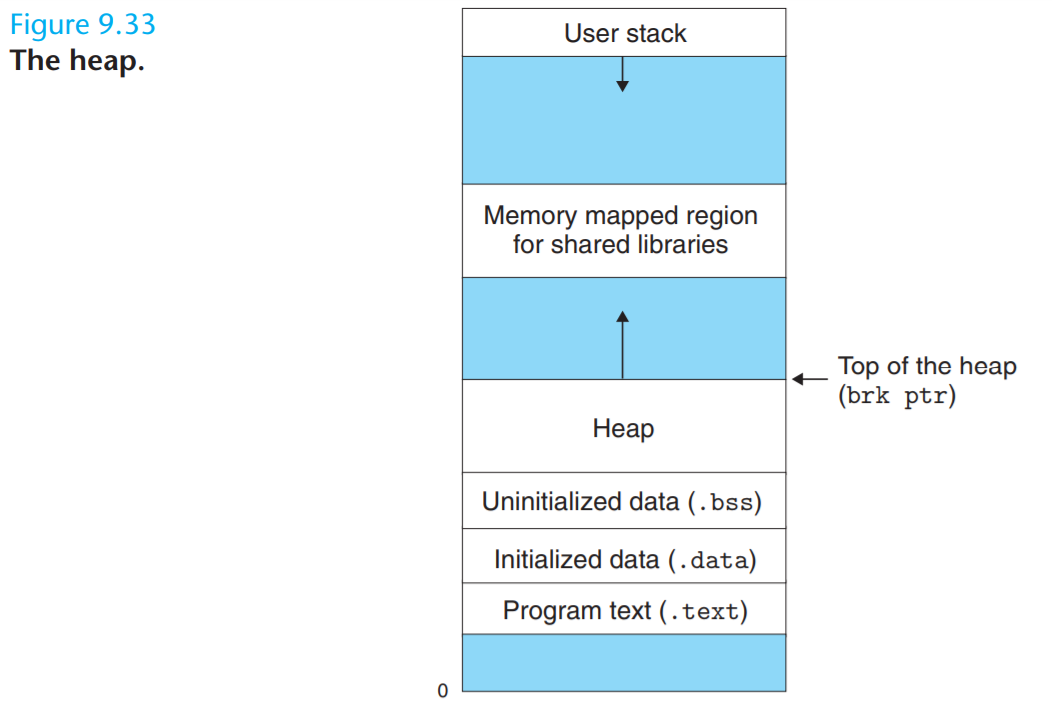 Figure 9.33
The heap.
User stack
Memory mapped region
for shared libraries
Top of the heap
(brk ptr)
Heap
Uninitialized data (.bss)
Initialized data (.data)
Program text (.text)
0